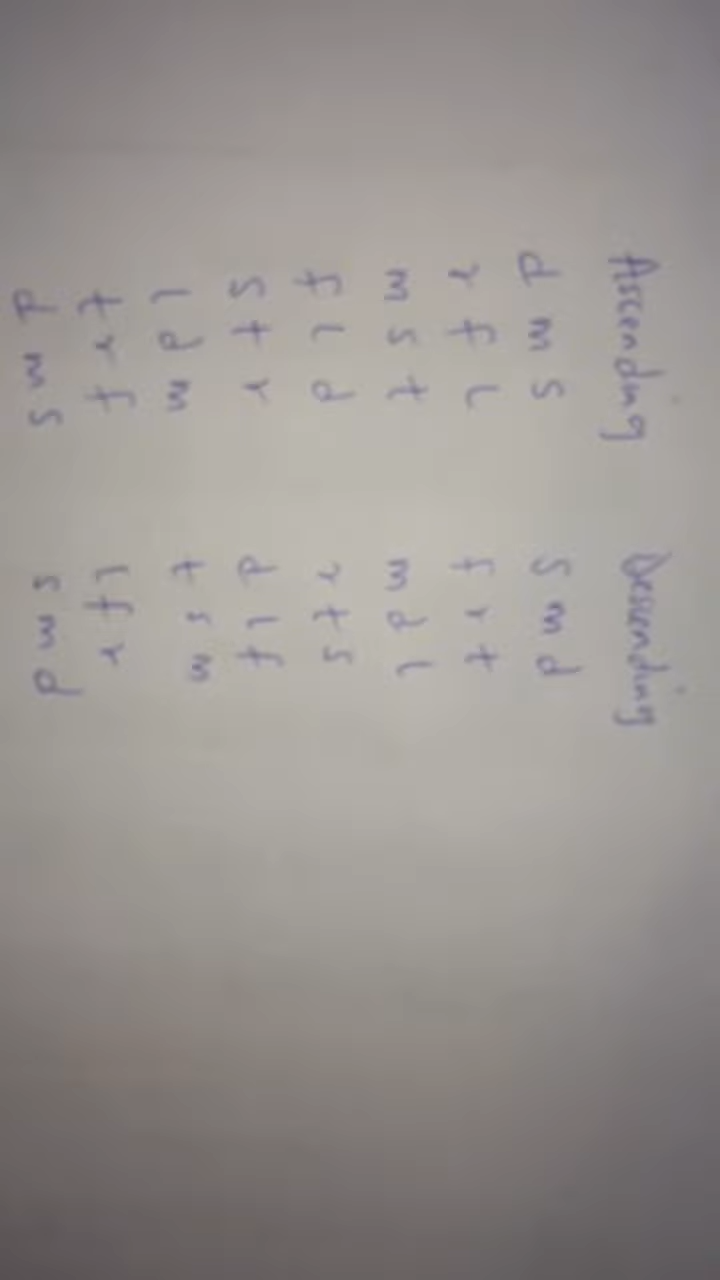 Ascending Descending
d m s s m d
r f l f r t
m s t m d l
f l d r t s
s t r d l f
l d m t s m
t r f l f r
d m s s m d